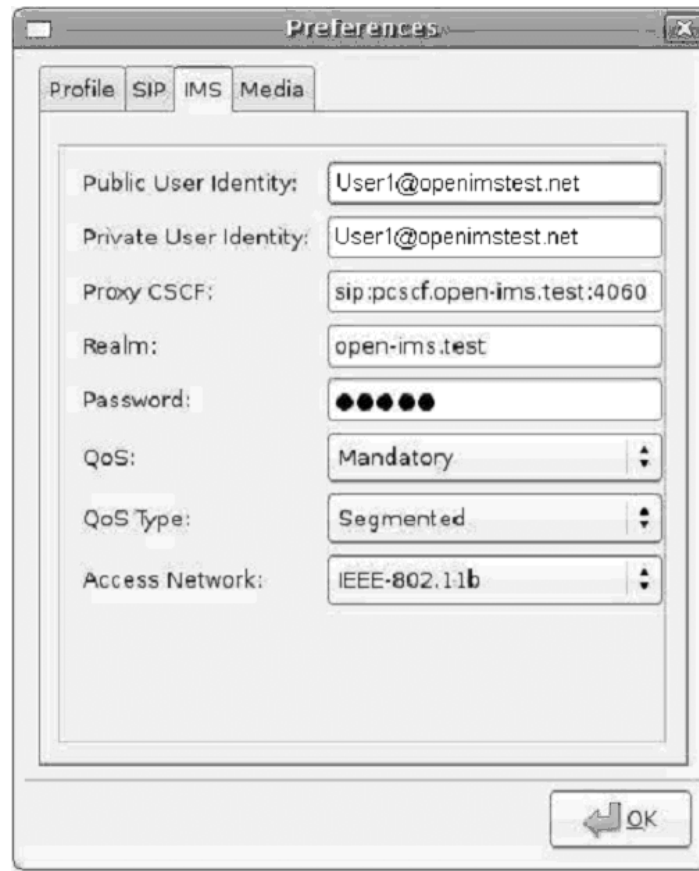 Preferences
Profile SIP IMS Media
Public User Identity: User1@openimstest.net
Private User Identity: User1@openimstest.net
Proxy CSCF: sip:pcscf.open-ims.test:4060
Realm: open-ims.test
Password: ●●●●●
QoS: Mandatory
QoS Type: Segmented
Access Network: IEEE-802.11b
OK